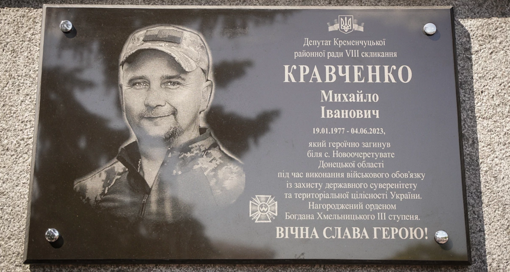 Депутат Кременчуцької
районної ради VIII скликання
КРАВЧЕНКО
Михайло
Іванович
19.01.1977 - 04.06.2023,
який героїчно загинув
біля с. Новоочеретувате
Донецької області
під час виконання військового обов'язку
із захисту державного суверенітету
та територіальної цілісності України.
Нагороджений орденом
Богдана Хмельницького ІІІ ступеня.
ВІЧНА СЛАВА ГЕРОЮ!